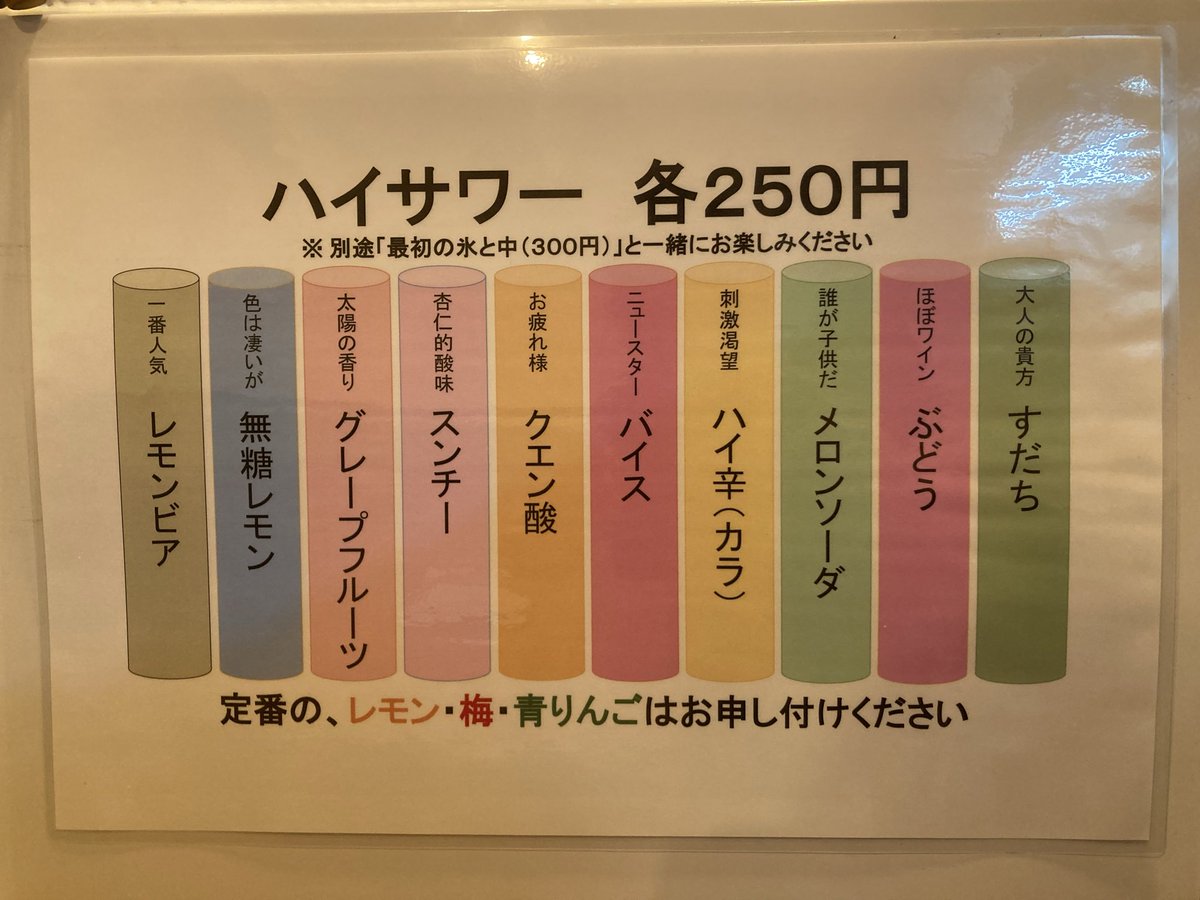 ハイサワー 各250円
※ 別途「最初の氷と中（300円）」と一緒にお楽しみください
大人の貴方 すだち
ほぼワイン ぶどう
誰が子供だ メロンソーダ
刺激渇望 ハイ辛（カラ）
ニュースター バイス
お疲れ様 クエン酸
杏仁的酸味 スンチー
太陽の香り グレープフルーツ
色は凄いが 無糖レモン
一番人気 レモンビア
定番の、レモン・梅・青りんごはお申し付けください